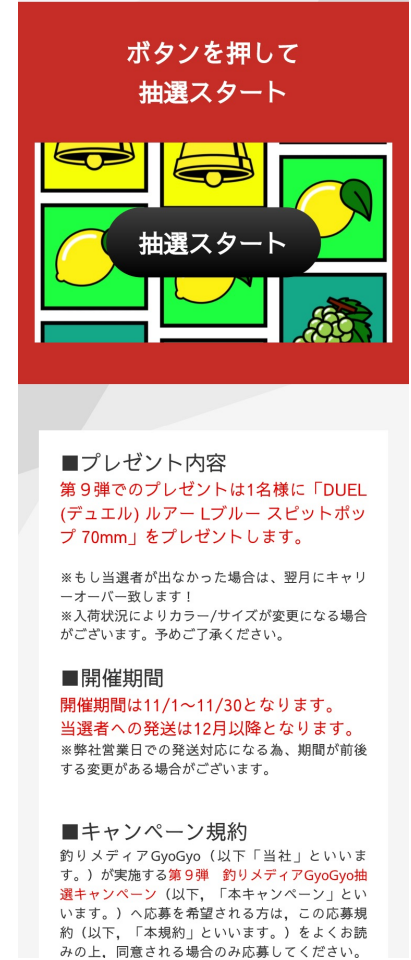 ボタンを押して
抽選スタート
抽選スタート
■プレゼント内容
第９弾でのプレゼントは1名様に「DUEL
(デュエル) ルアー Lブルー スピットポッ
プ 70mm」をプレゼントします。
※もし当選者が出なかった場合は、翌月にキャリ
ーオーバー致します！
※入荷状況によりカラー/サイズが変更になる場合
がございます。予めご了承ください。
■開催期間
開催期間は11/1〜11/30となります。
当選者への発送は12月以降となります。
※弊社営業日での発送対応になる為、期間が前後
する変更がある場合がございます。
■キャンペーン規約
釣りメディアGyoGyo（以下「当社」といいま
す。）が実施する第９弾　釣りメディアGyoGyo抽
選キャンペーン（以下，「本キャンペーン」とい
います。）へ応募を希望される方は，この応募規
約（以下，「本規約」といいます。）をよくお読
みの上，同意される場合のみ応募してください。